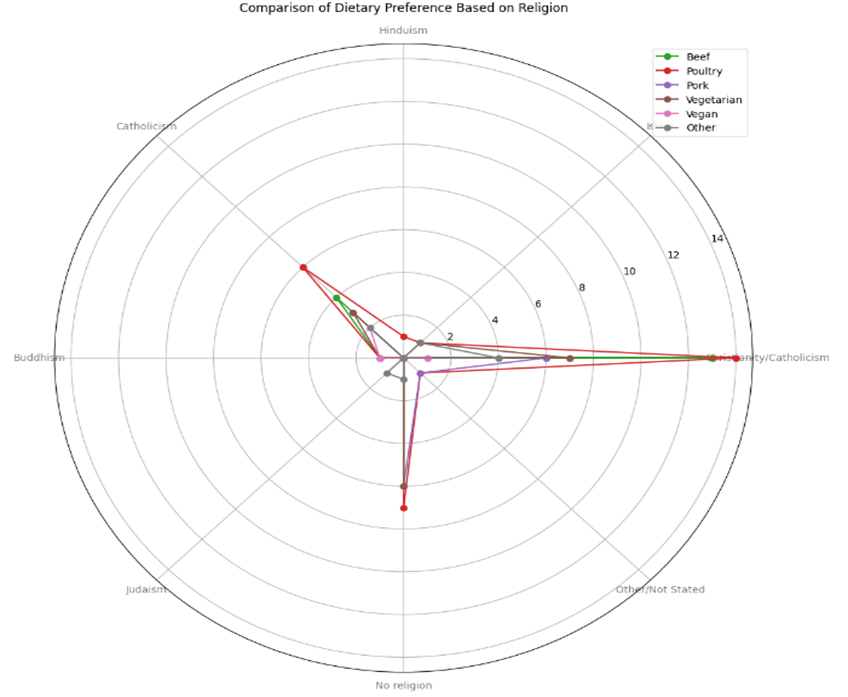 Comparison of Dietary Preference Based on Religion
Hinduism
Beef
Poultry
Pork
Vegetarian
Vegan
Other
Catholicism
14
12
10
8
6
4
2
Buddhism
Judaism
Other/Not Stated
No religion